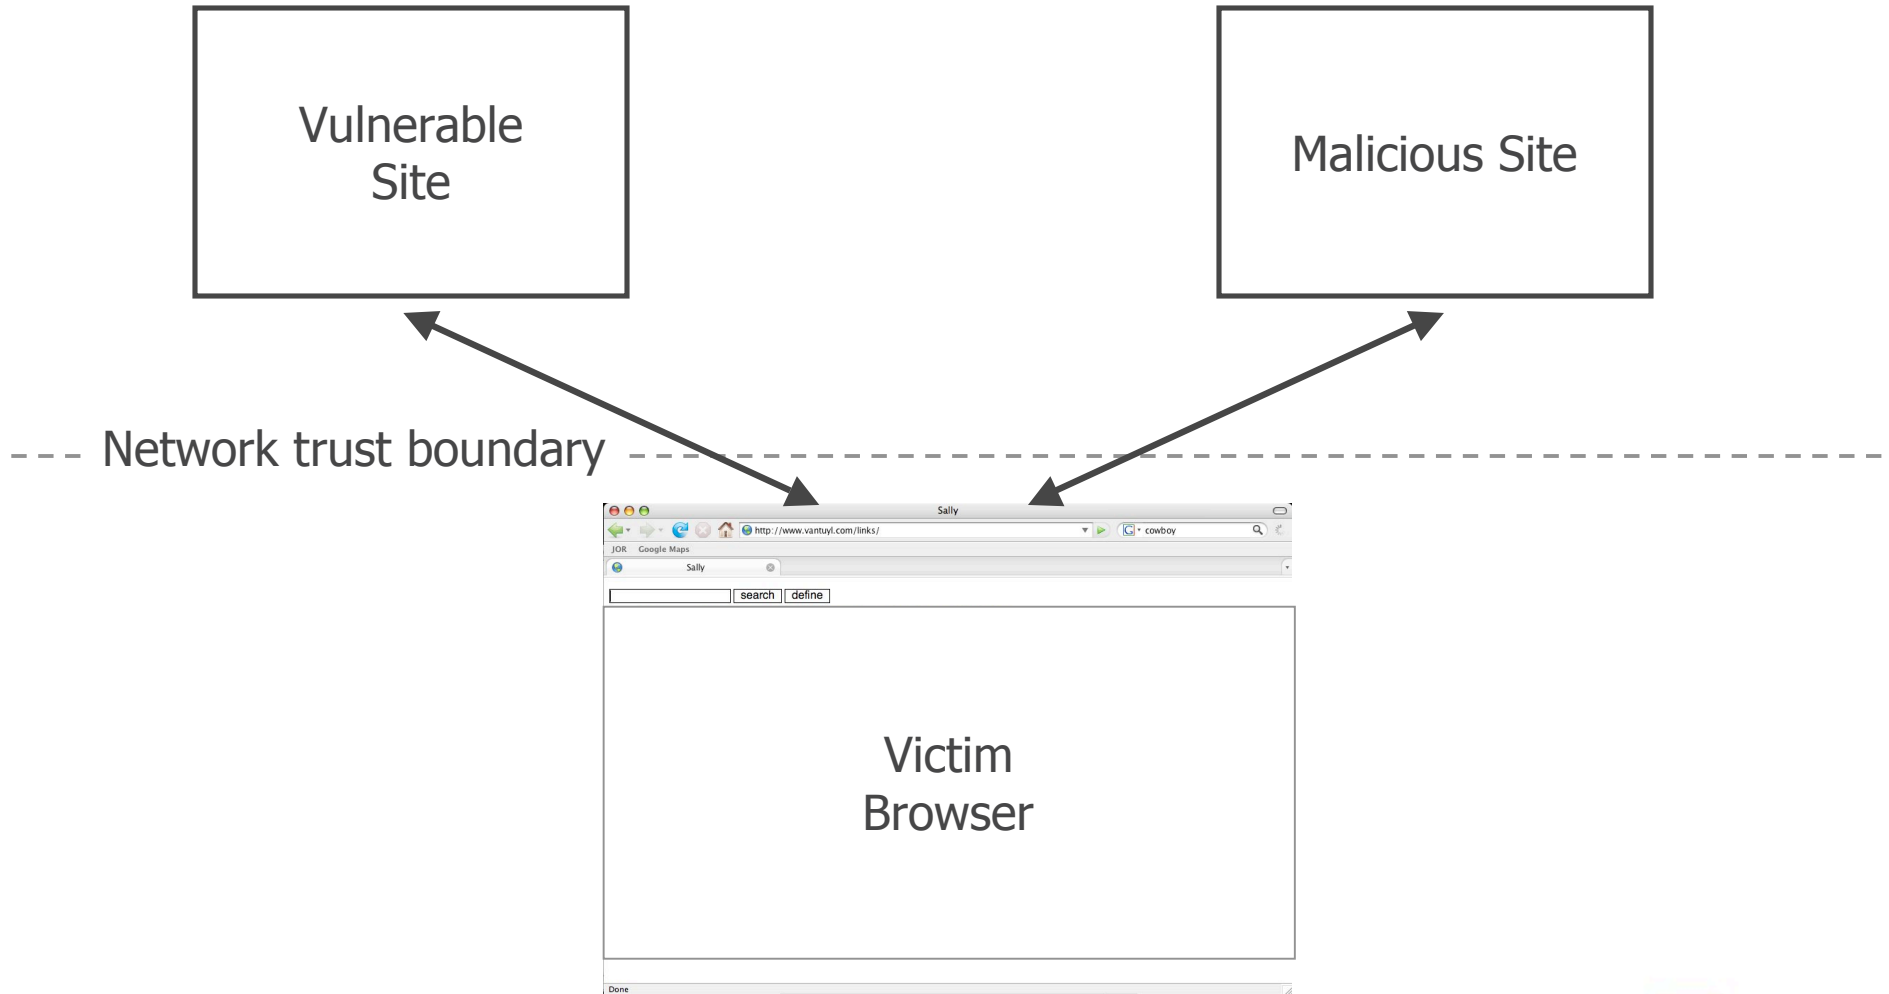 Vulnerable
Site
Malicious Site
Network trust boundary
Sally
http://www.vantuyl.com/links/
cowboy
JOR Google Maps
Sally
search define
Victim
Browser
Done